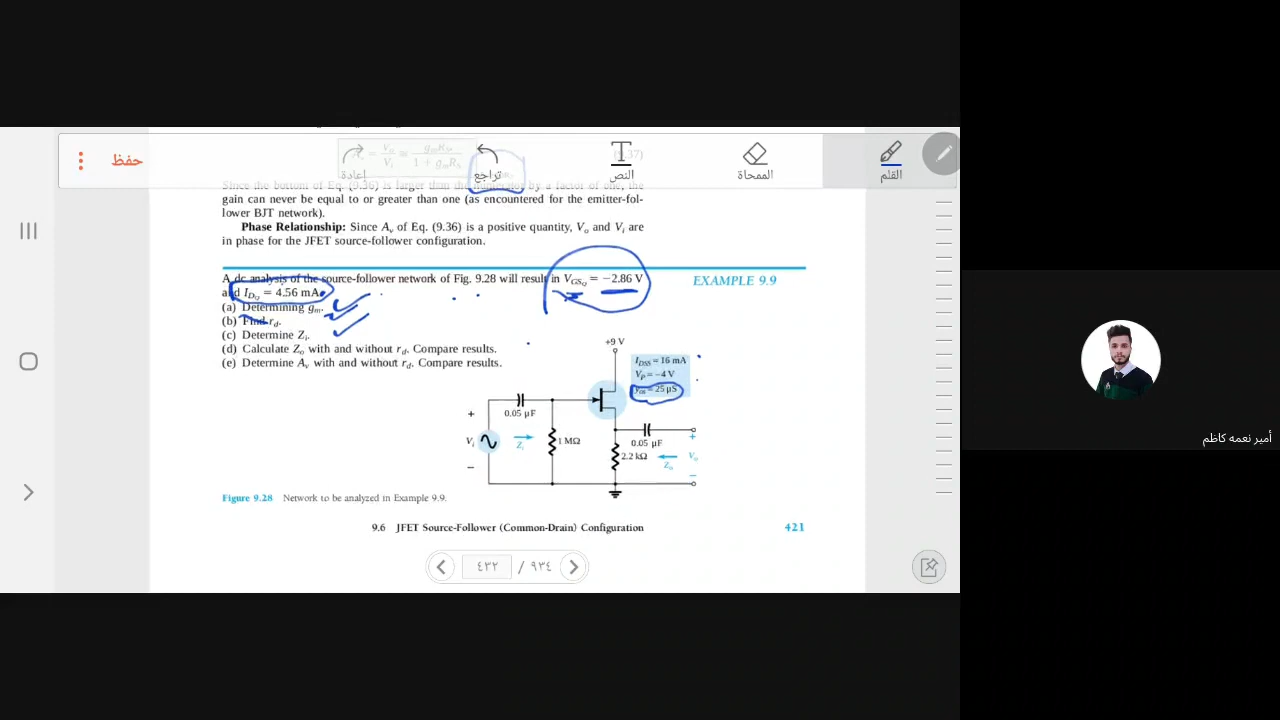 حفظ
إعادة
تراجع
النص
الممحاة
القلم
Since the bottom of Eq. (9.36) is larger than the numerator by a factor of one, the
gain can never be equal to or greater than one (as encountered for the emitter-fol-
lower BJT network).
Phase Relationship: Since Av of Eq. (9.36) is a positive quantity, Vo and Vi are
in phase for the JFET source-follower configuration.
A dc analysis of the source-follower network of Fig. 9.28 will result in VGSQ = −2.86 V
and IDQ = 4.56 mA.
EXAMPLE 9.9
(a) Determining gm.
(b) Find rd.
(c) Determine Zi.
(d) Calculate Zo with and without rd. Compare results.
(e) Determine Av with and without rd. Compare results.
+9 V
IDSS = 16 mA
VP = −4 V
yos = 25 μS
+
0.05 μF
Vi
Zi
1 MΩ
−
0.05 μF
+
2.2 kΩ
Zo
Vo
−
Figure 9.28 Network to be analyzed in Example 9.9.
9.6 JFET Source-Follower (Common-Drain) Configuration
421
٤٣٢ / ٩٣٤
أمير نعمه كاظم